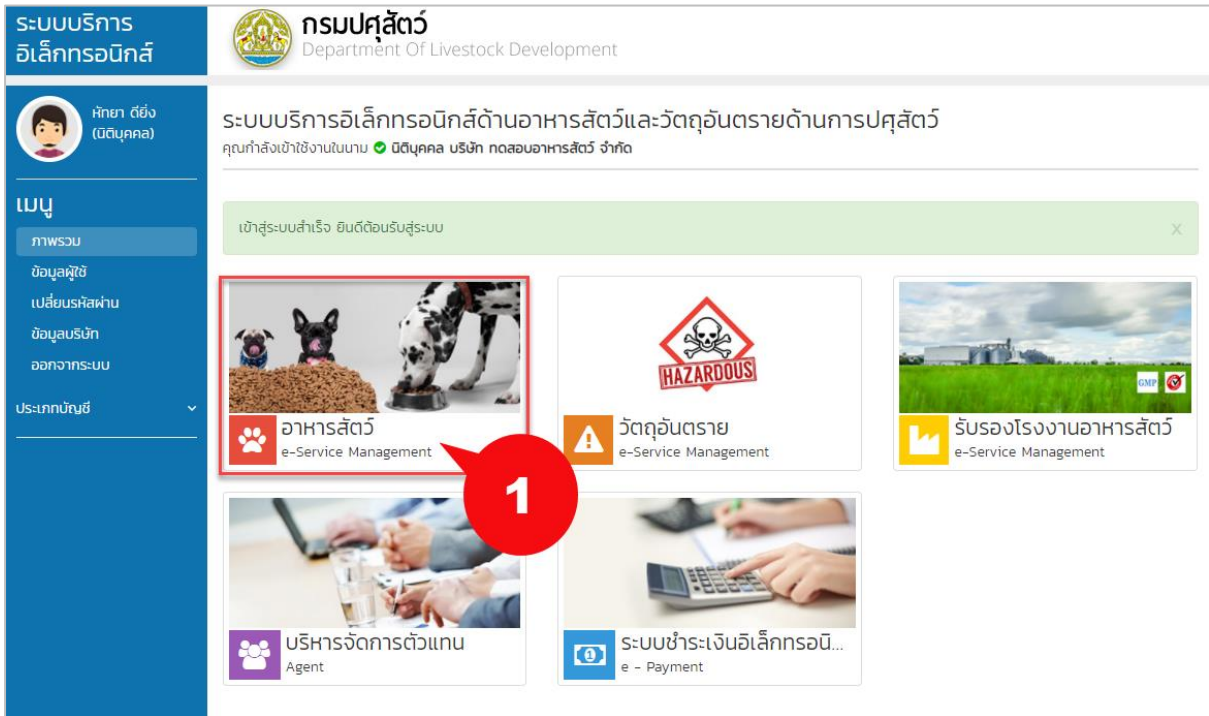 ระบบบริการ
อิเล็กทรอนิกส์
กรมปศุสัตว์
Department Of Livestock Development
หัทยา ดียิ่ง
(นิติบุคคล)
ระบบบริการอิเล็กทรอนิกส์ด้านอาหารสัตว์และวัตถุอันตรายด้านการปศุสัตว์
คุณกำลังเข้าใช้งานในนาม นิติบุคคล บริษัท ทดสอบอาหารสัตว์ จำกัด
เมนู
ภาพรวม
ข้อมูลผู้ใช้
เปลี่ยนรหัสผ่าน
ข้อมูลบริษัท
ออกจากระบบ
ประเภทบัญชี
เข้าสู่ระบบสำเร็จ ยินดีต้อนรับสู่ระบบ
X
อาหารสัตว์
e-Service Management
1
HAZARDOUS
วัตถุอันตราย
e-Service Management
GMP
รับรองโรงงานอาหารสัตว์
e-Service Management
บริหารจัดการตัวแทน
Agent
ระบบชำระเงินอิเล็กทรอนิ...
e - Payment